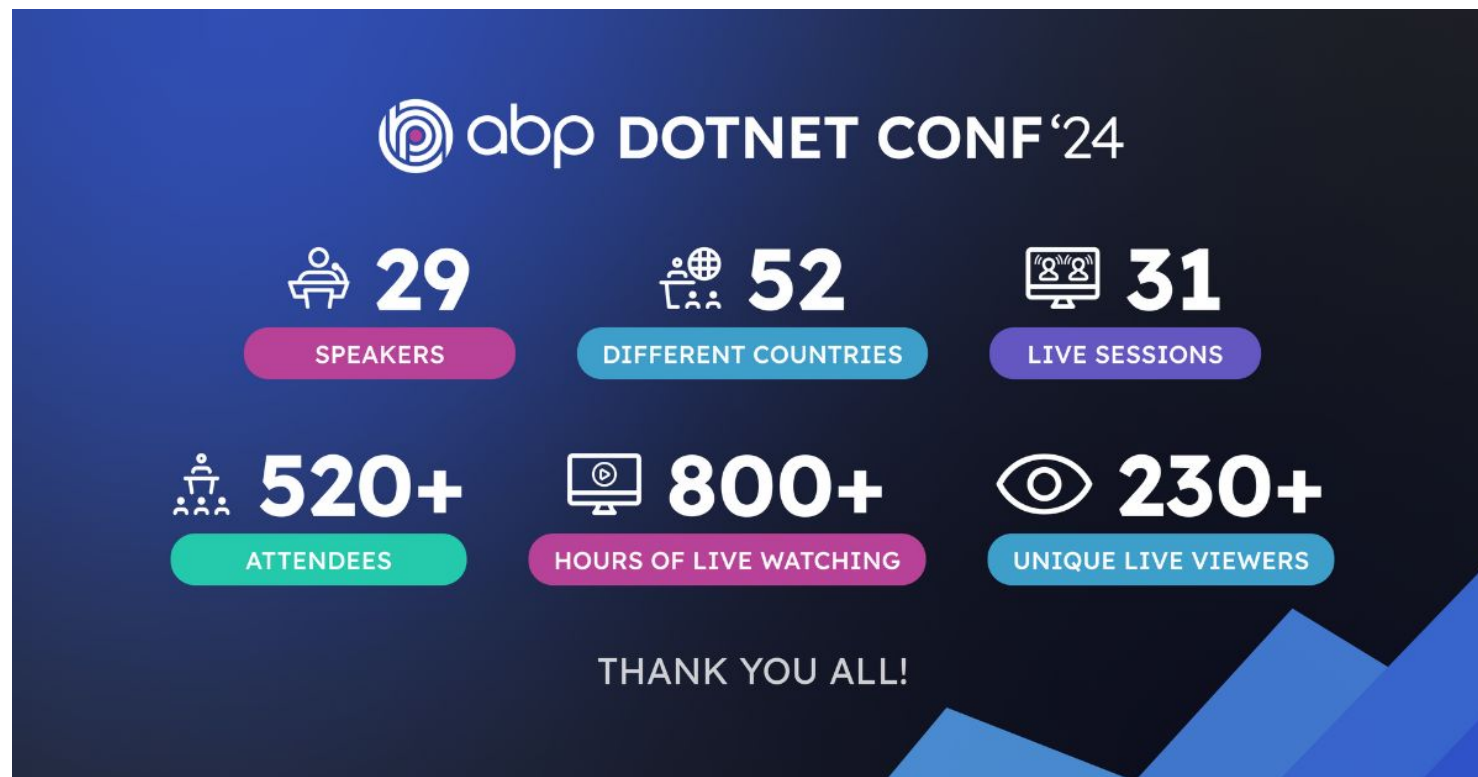 abp DOTNET CONF ‘24
29
SPEAKERS
52
DIFFERENT COUNTRIES
31
LIVE SESSIONS
520+
ATTENDEES
800+
HOURS OF LIVE WATCHING
230+
UNIQUE LIVE VIEWERS
THANK YOU ALL!